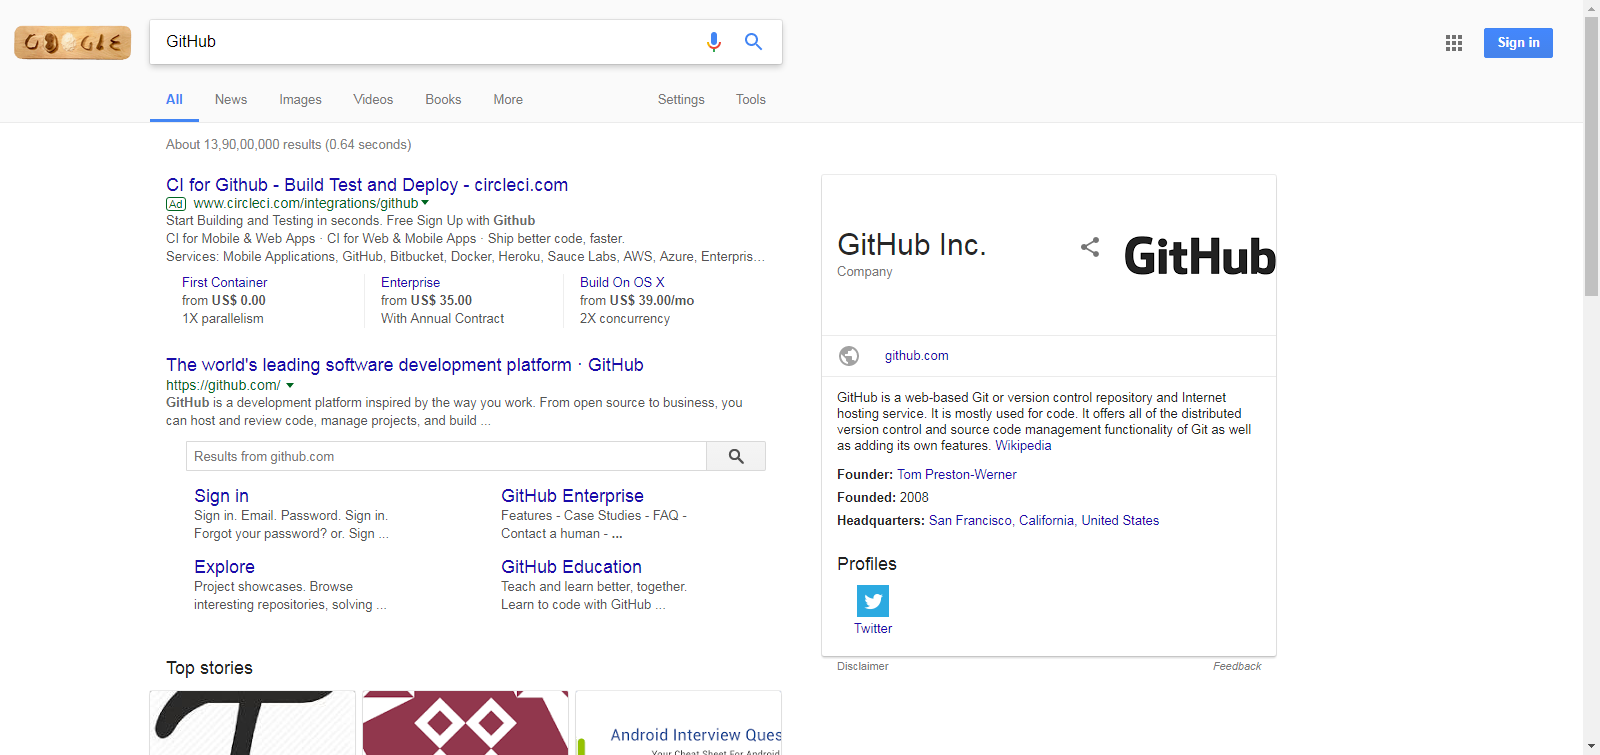 GOOGLE
GitHub
Sign in
All News Images Videos Books More Settings Tools
About 13,90,00,000 results (0.64 seconds)
CI for Github - Build Test and Deploy - circleci.com
Ad www.circleci.com/integrations/github
Start Building and Testing in seconds. Free Sign Up with Github
CI for Mobile & Web Apps · CI for Web & Mobile Apps · Ship better code, faster.
Services: Mobile Applications, GitHub, Bitbucket, Docker, Heroku, Sauce Labs, AWS, Azure, Enterpris...
First Container
from US$ 0.00
1X parallelism
Enterprise
from US$ 35.00
With Annual Contract
Build On OS X
from US$ 39.00/mo
2X concurrency
The world's leading software development platform · GitHub
https://github.com/
GitHub is a development platform inspired by the way you work. From open source to business, you
can host and review code, manage projects, and build ...
Results from github.com
Sign in
Sign in. Email. Password. Sign in.
Forgot your password? or. Sign ...
GitHub Enterprise
Features - Case Studies - FAQ -
Contact a human - ...
Explore
Project showcases. Browse
interesting repositories, solving ...
GitHub Education
Teach and learn better, together.
Learn to code with GitHub ...
Top stories
Android Interview Ques
Your Cheat Sheet For Android
GitHub Inc.
Company
GitHub
github.com
GitHub is a web-based Git or version control repository and Internet
hosting service. It is mostly used for code. It offers all of the distributed
version control and source code management functionality of Git as well
as adding its own features. Wikipedia
Founder: Tom Preston-Werner
Founded: 2008
Headquarters: San Francisco, California, United States
Profiles
Twitter
Disclaimer
Feedback